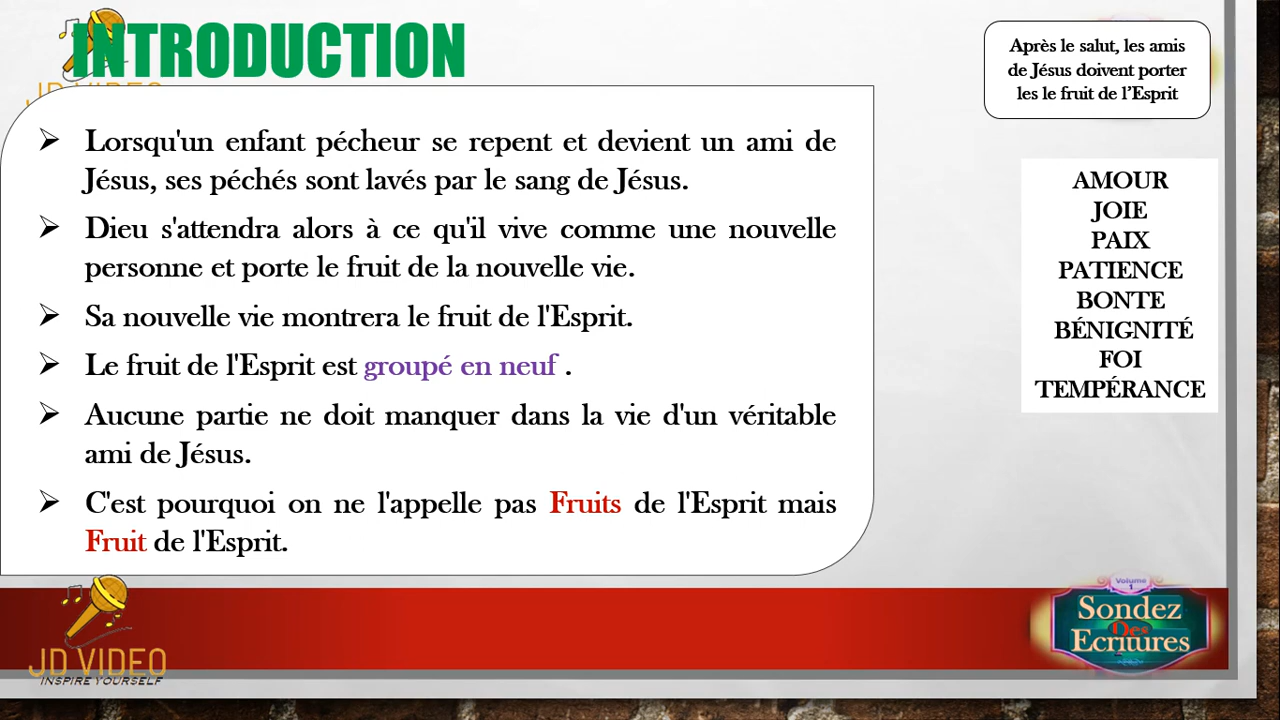 INTRODUCTION
JD VIDEO
Après le salut, les amis
de Jésus doivent porter
les le fruit de l'Esprit
➢ Lorsqu'un enfant pécheur se repent et devient un ami de
Jésus, ses péchés sont lavés par le sang de Jésus.
➢ Dieu s'attendra alors à ce qu'il vive comme une nouvelle
personne et porte le fruit de la nouvelle vie.
➢ Sa nouvelle vie montrera le fruit de l'Esprit.
➢ Le fruit de l'Esprit est groupé en neuf .
➢ Aucune partie ne doit manquer dans la vie d'un véritable
ami de Jésus.
➢ C'est pourquoi on ne l'appelle pas Fruits de l'Esprit mais
Fruit de l'Esprit.
AMOUR
JOIE
PAIX
PATIENCE
BONTE
BÉNIGNITÉ
FOI
TEMPÉRANCE
JD VIDEO
INSPIRE YOURSELF
Volume
1
Sondez
Des
Ecritures